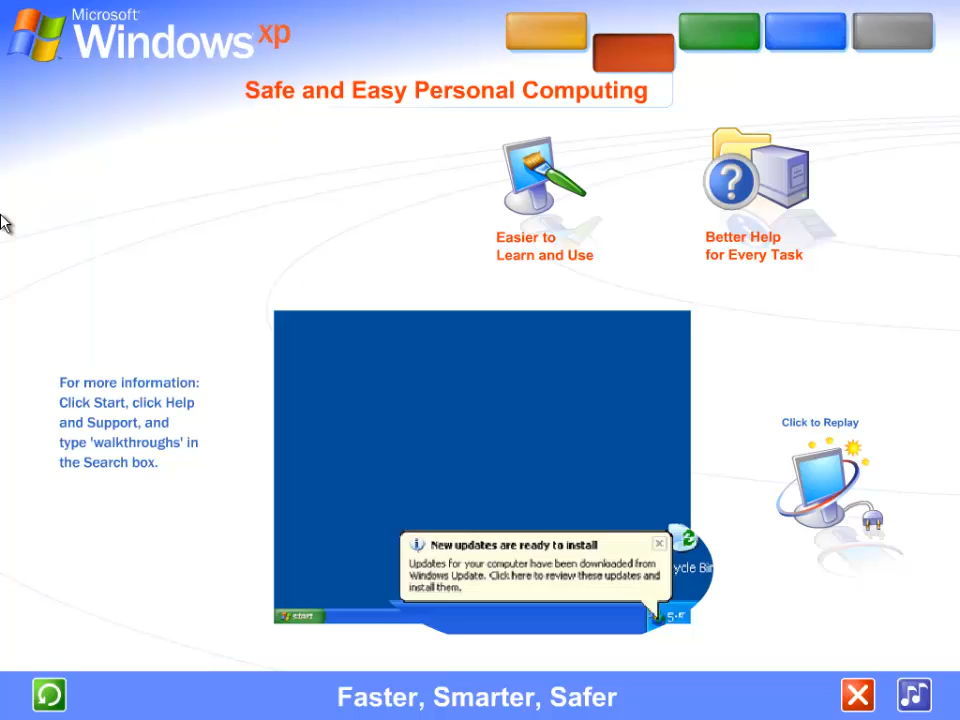 Microsoft®
Windows xp
Safe and Easy Personal Computing
Easier to
Learn and Use
Better Help
for Every Task
For more information:
Click Start, click Help
and Support, and
type 'walkthroughs' in
the Search box.
Click to Replay
New updates are ready to install
Updates for your computer have been downloaded from
Windows Update. Click here to review these updates and
install them.
ycle Bin
start
Faster, Smarter, Safer